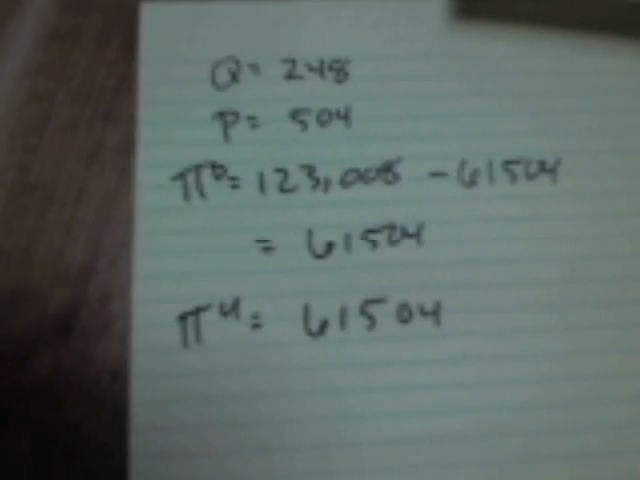 Q = 248
P = 504
π^D = 123,008 - 61504
= 61504
π^U = 61504